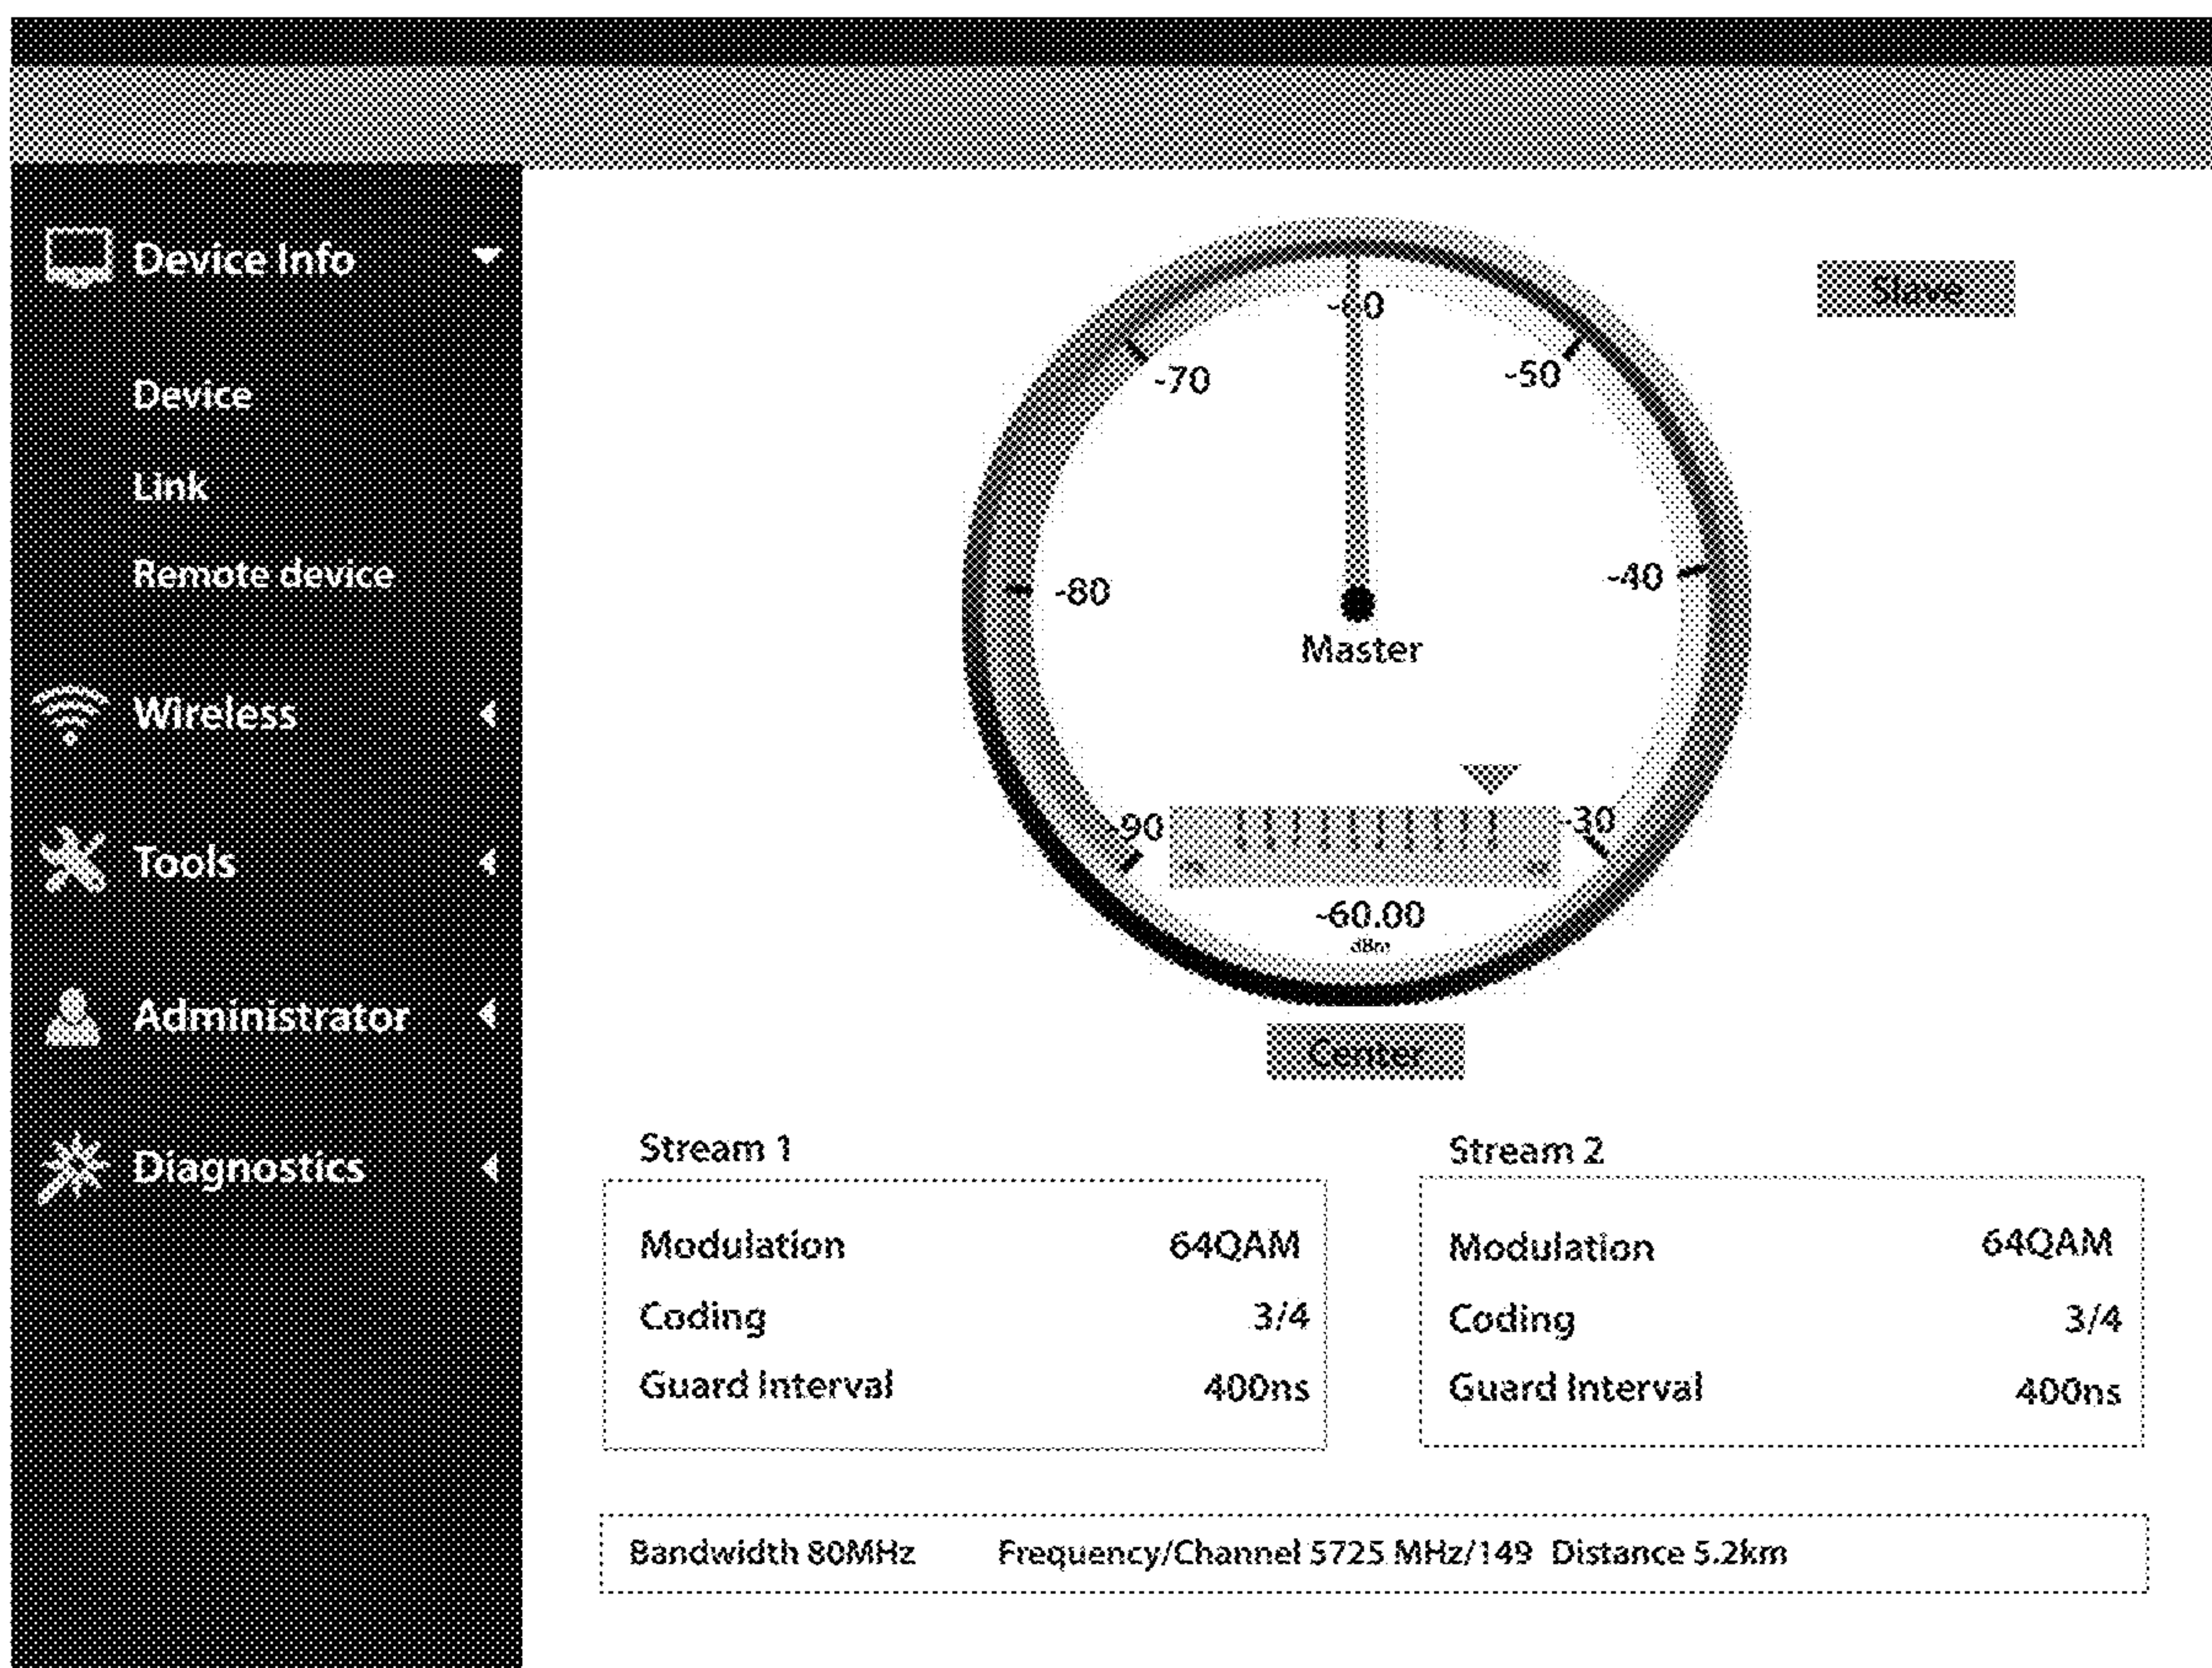 Device Info
Device
Link
Remote device
Wireless
Tools
Administrator
Diagnostics
Slave
-60
-70
-50
-80
-40
Master
-90
-30
-60.00
dBm
Center
Stream 1
Modulation 64QAM
Coding 3/4
Guard Interval 400ns
Stream 2
Modulation 64QAM
Coding 3/4
Guard Interval 400ns
Bandwidth 80MHz Frequency/Channel 5725 MHz/149 Distance 5.2km